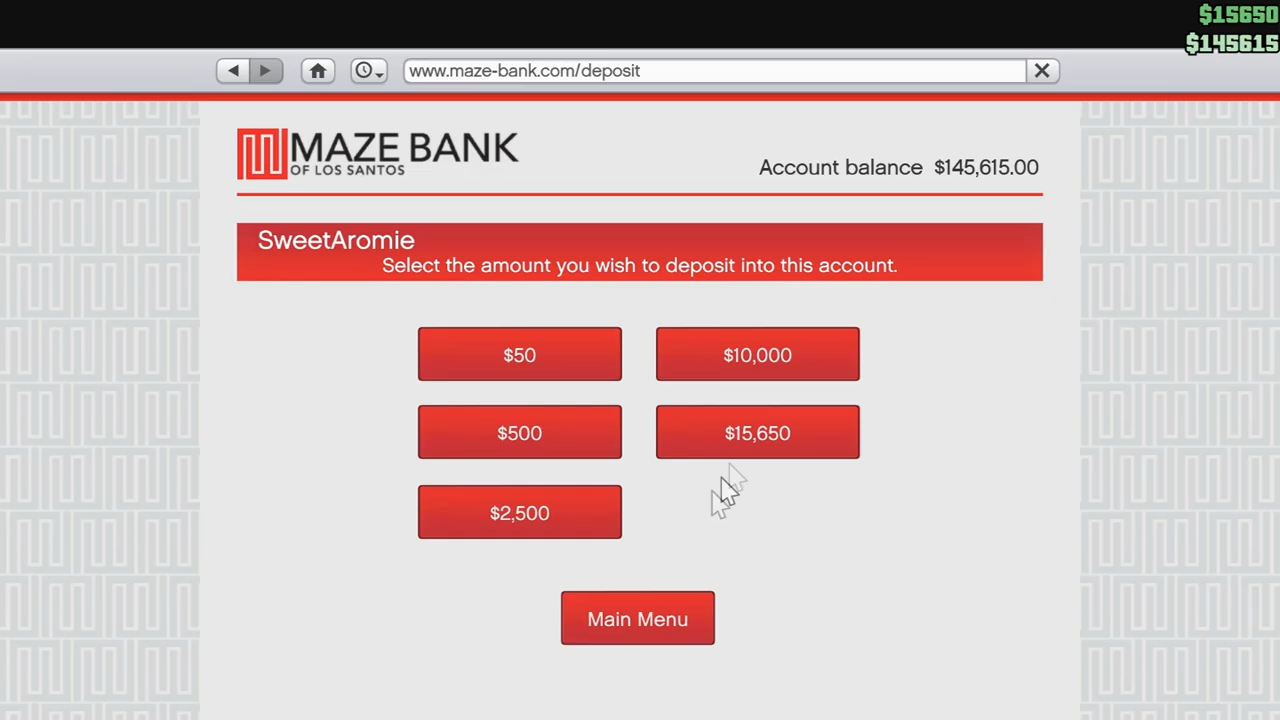 $15650
$145615
www.maze-bank.com/deposit
MAZE BANK
OF LOS SANTOS
Account balance $145,615.00
SweetAromie
Select the amount you wish to deposit into this account.
$50
$10,000
$500
$15,650
$2,500
Main Menu